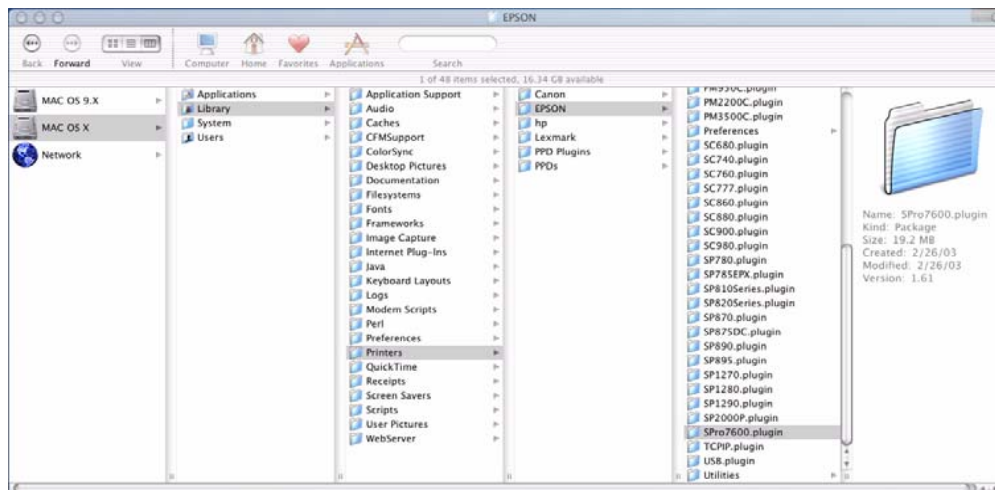 EPSON
Back Forward View Computer Home Favorites Applications Search
1 of 48 items selected, 16.34 GB available
MAC OS 9.X
MAC OS X
Network
Applications
Library
System
Users
Application Support
Audio
Caches
CFMSupport
ColorSync
Desktop Pictures
Documentation
Filesystems
Fonts
Frameworks
Image Capture
Internet Plug-Ins
Java
Keyboard Layouts
Logs
Modem Scripts
Perl
Preferences
Printers
QuickTime
Receipts
Screen Savers
Scripts
User Pictures
WebServer
Canon
EPSON
hp
Lexmark
PPD Plugins
PPDs
PM950C.plugin
PM2200C.plugin
PM3500C.plugin
Preferences
SC680.plugin
SC740.plugin
SC760.plugin
SC777.plugin
SC860.plugin
SC880.plugin
SC900.plugin
SC980.plugin
SP780.plugin
SP785EPX.plugin
SP810Series.plugin
SP820Series.plugin
SP870.plugin
SP875DC.plugin
SP890.plugin
SP895.plugin
SP1270.plugin
SP1280.plugin
SP1290.plugin
SP2000P.plugin
SPro7600.plugin
TCPIP.plugin
USB.plugin
Utilities
Name: SPro7600.plugin
Kind: Package
Size: 19.2 MB
Created: 2/26/03
Modified: 2/26/03
Version: 1.61